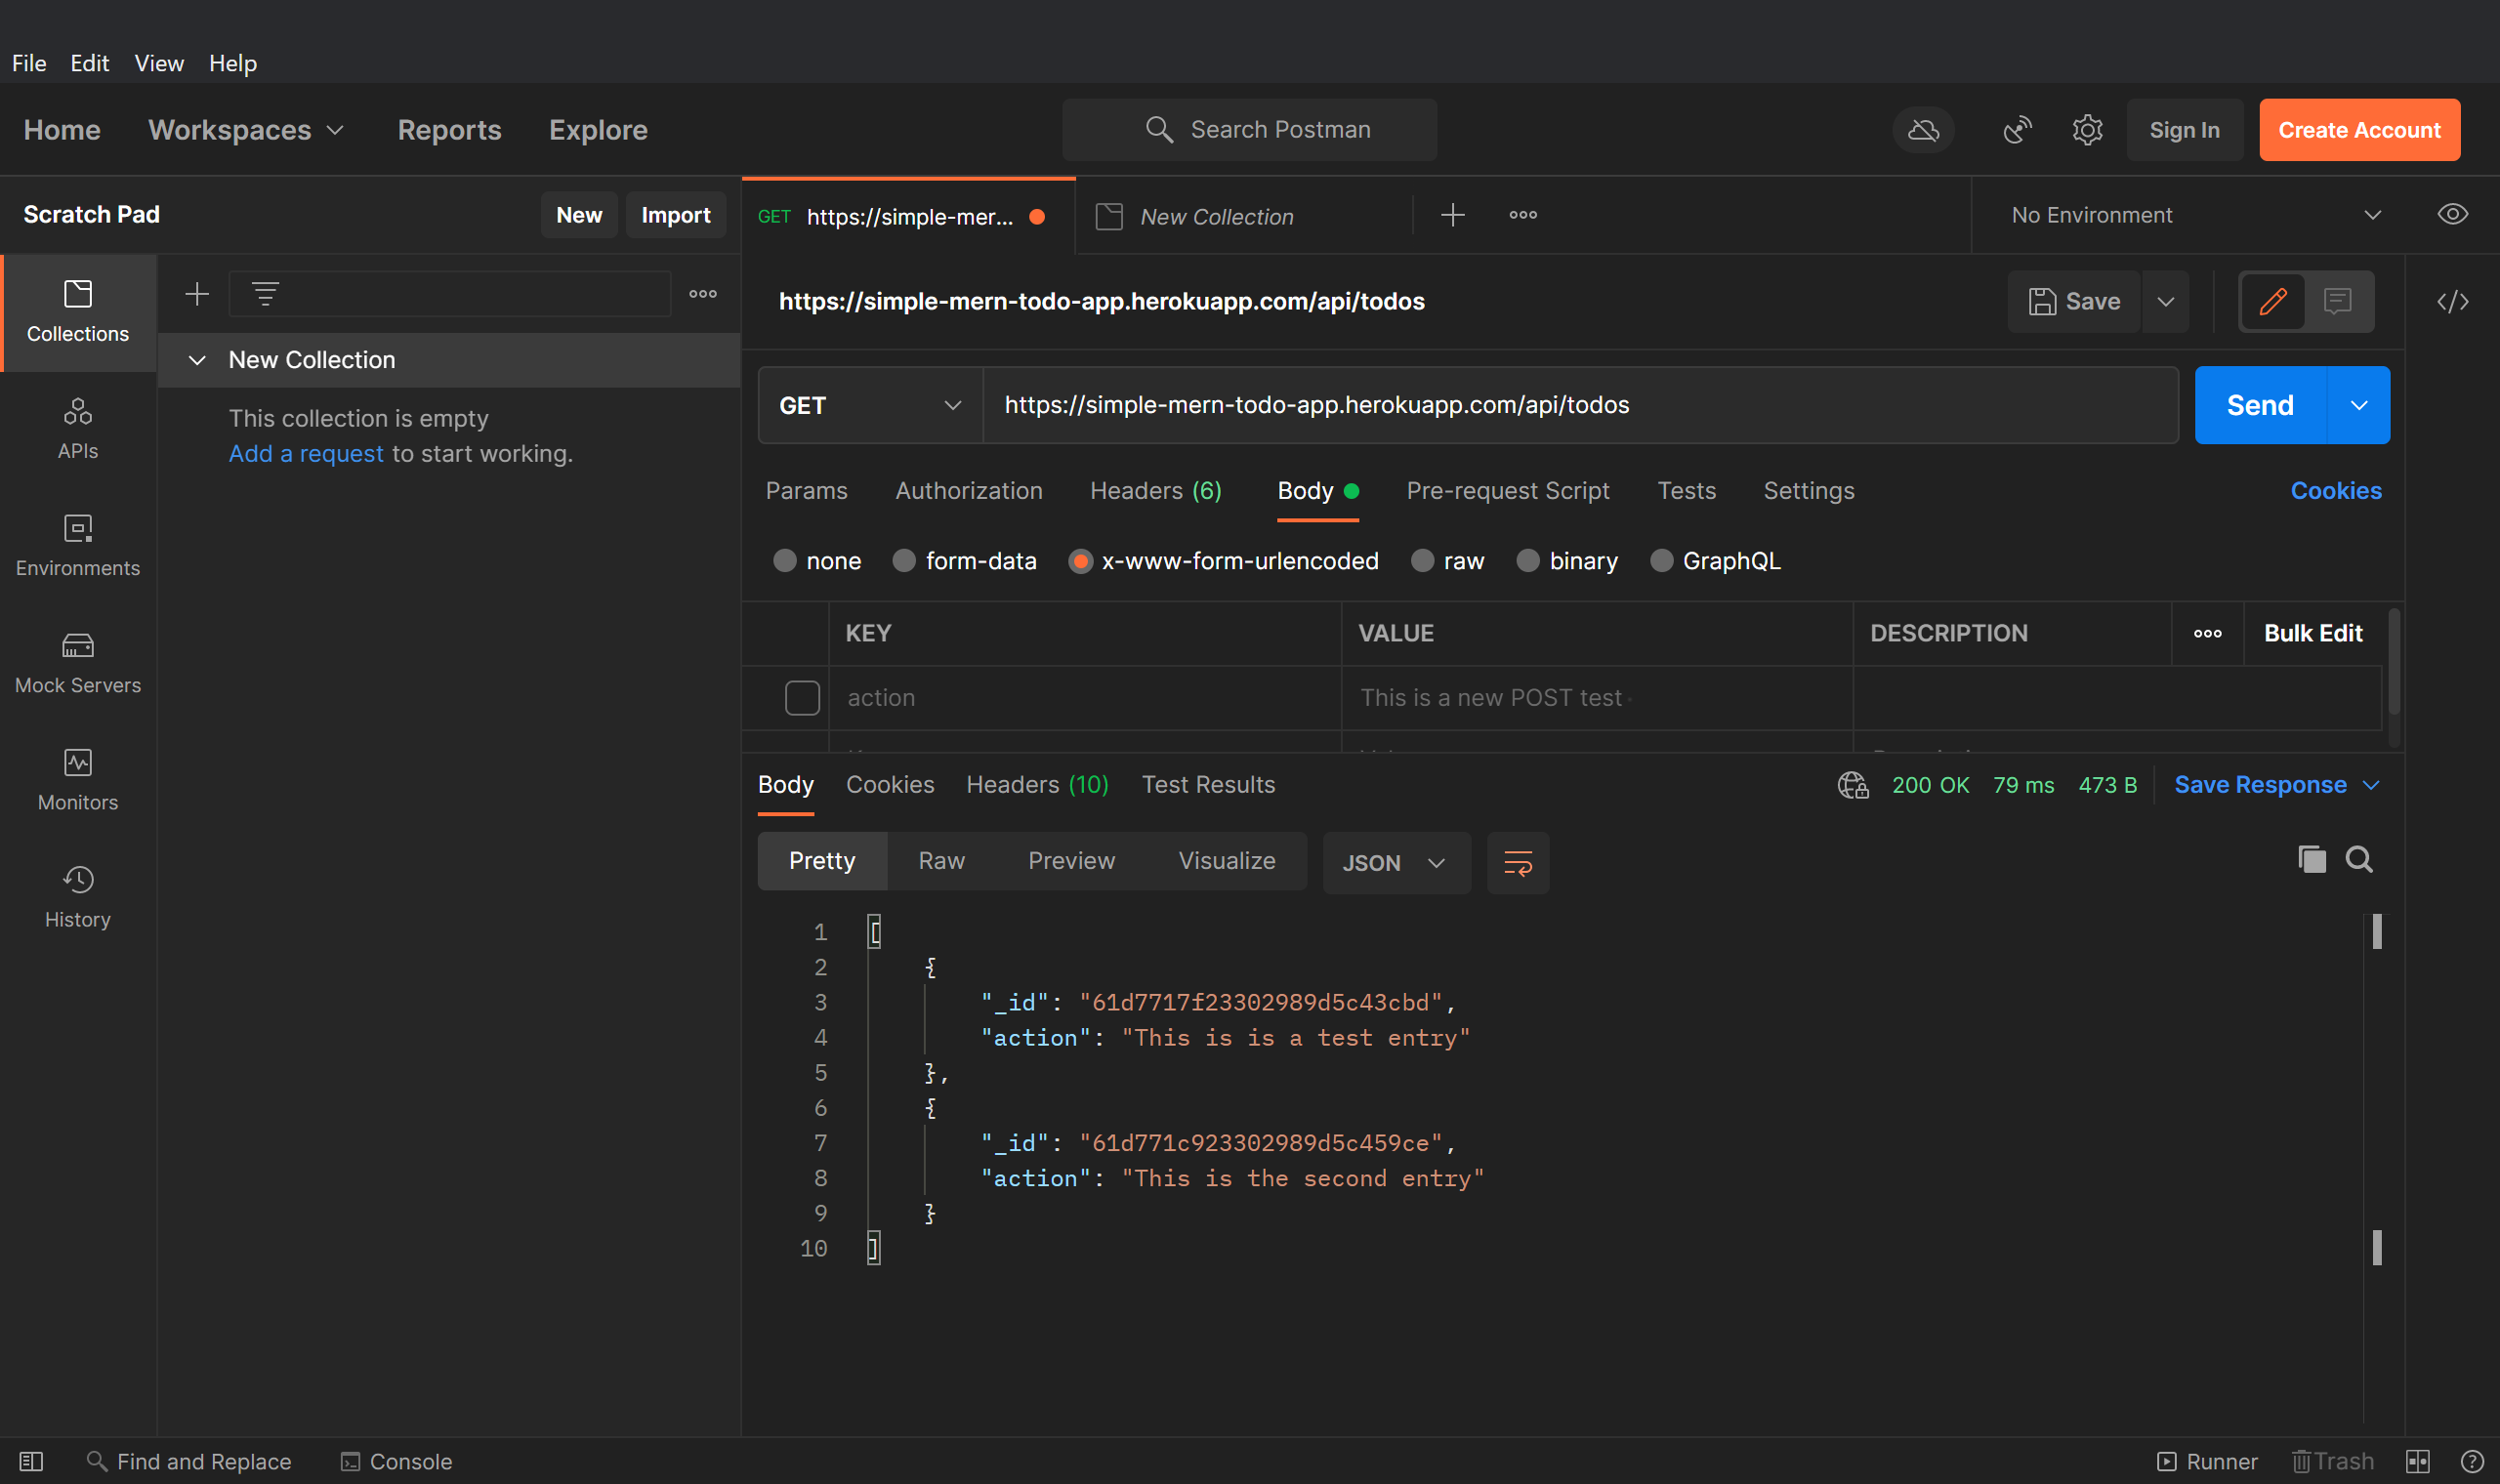 File Edit View Help
Home Workspaces Reports Explore Search Postman Sign In Create Account
Scratch Pad New Import
GET https://simple-mer... New Collection No Environment
Collections
APIs
Environments
Mock Servers
Monitors
History
New Collection
This collection is empty
Add a request to start working.
https://simple-mern-todo-app.herokuapp.com/api/todos Save
GET https://simple-mern-todo-app.herokuapp.com/api/todos Send
Params Authorization Headers (6) Body Pre-request Script Tests Settings Cookies
none form-data x-www-form-urlencoded raw binary GraphQL
KEY VALUE DESCRIPTION Bulk Edit
action This is a new POST test
Body Cookies Headers (10) Test Results 200 OK 79 ms 473 B Save Response
Pretty Raw Preview Visualize JSON
1 [
2 {
3 "_id": "61d7717f23302989d5c43cbd",
4 "action": "This is is a test entry"
5 },
6 {
7 "_id": "61d771c923302989d5c459ce",
8 "action": "This is the second entry"
9 }
10 ]
Find and Replace Console Runner Trash